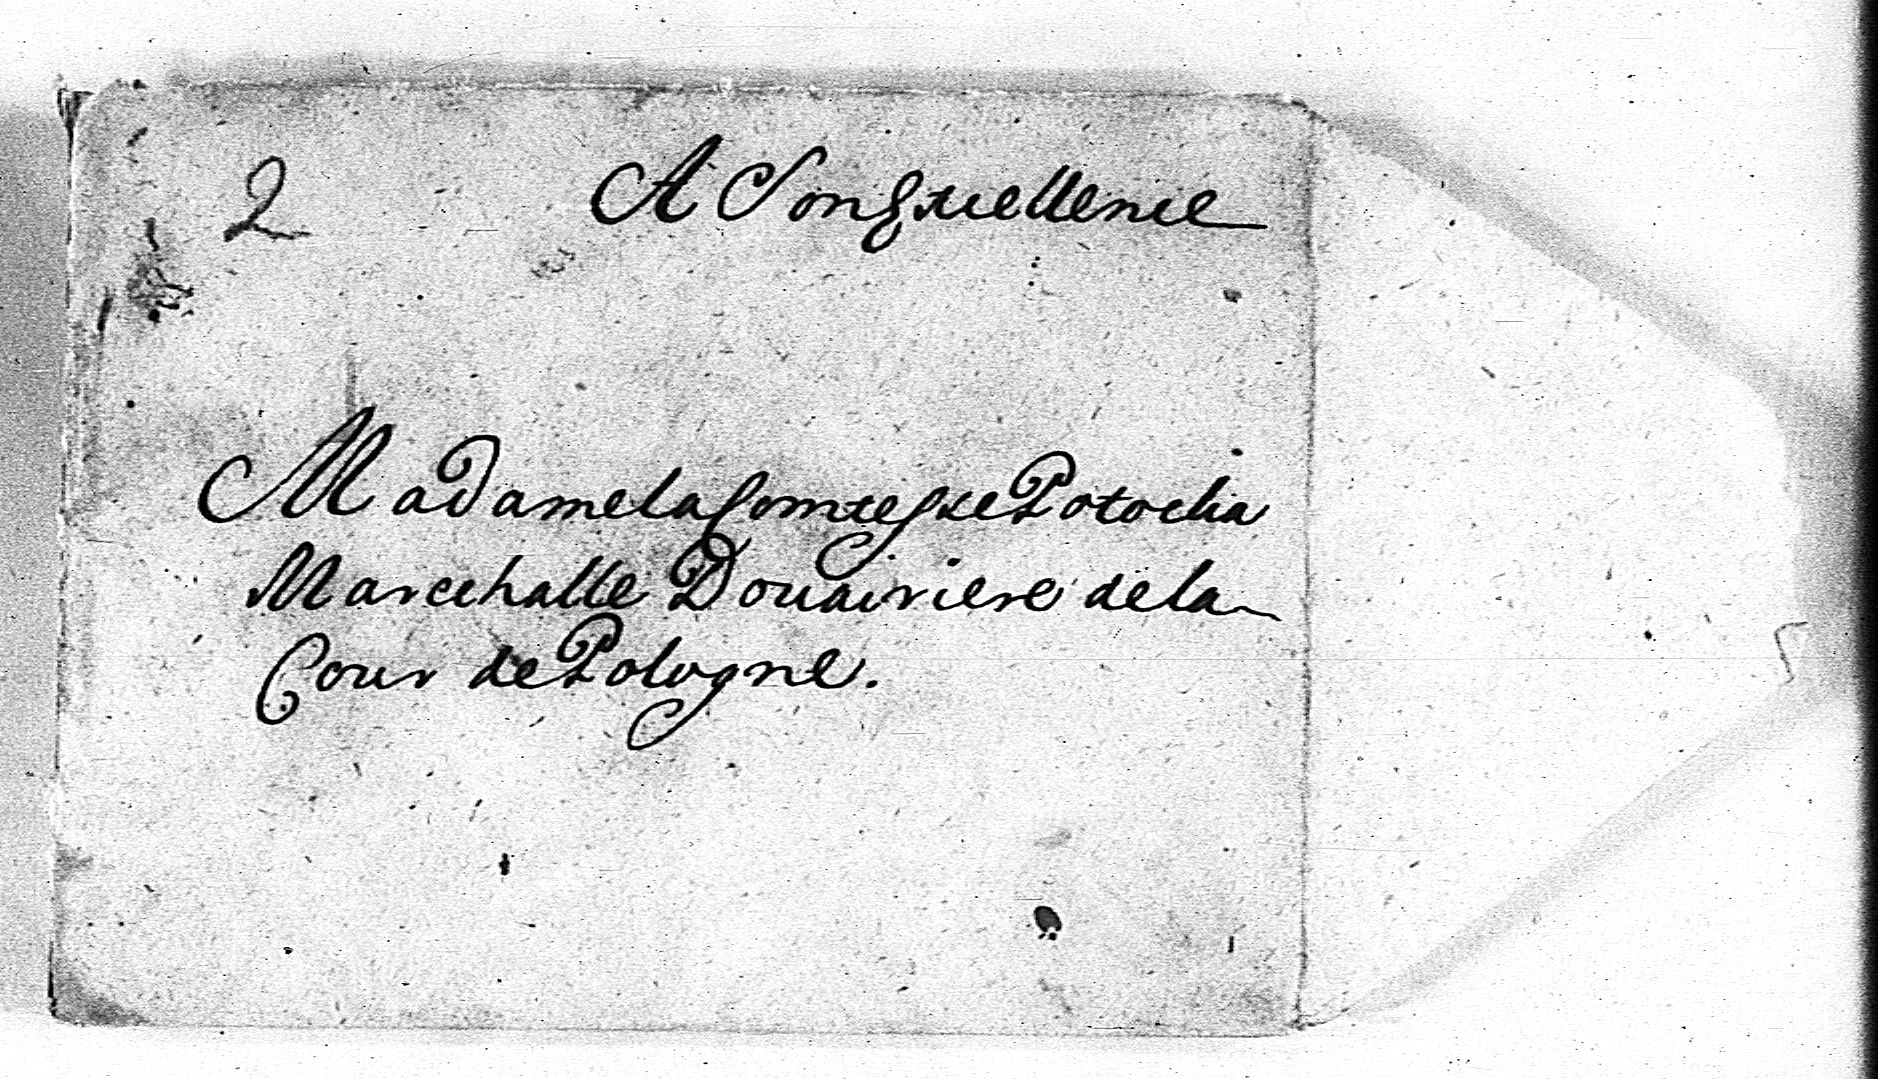 2 A Son Excellence
Madame la Comtesse Potocka
Marechalle Douairiere de la
Cour de Pologne.